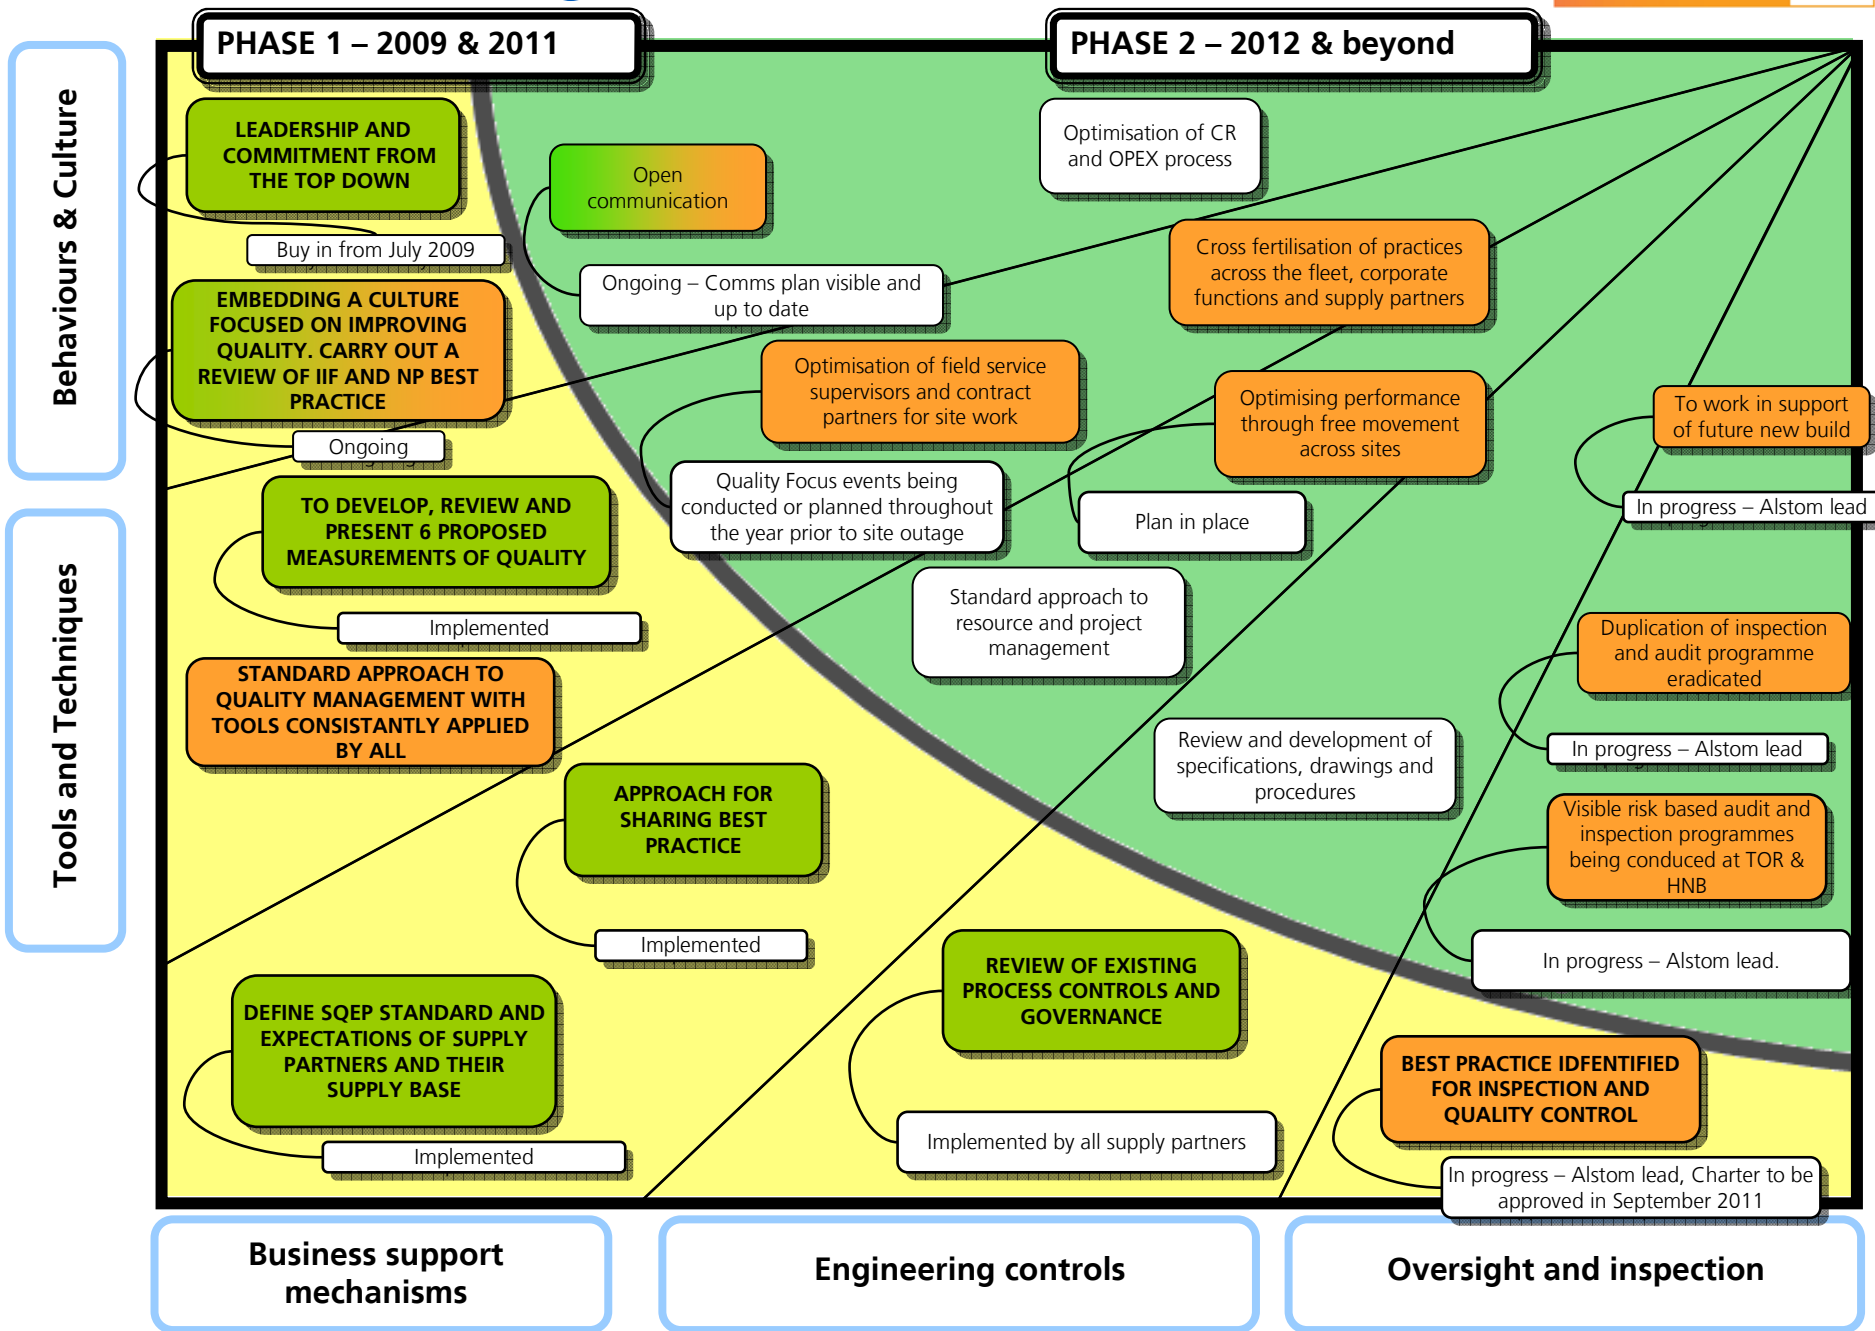 PHASE 1 – 2009 & 2011
PHASE 2 – 2012 & beyond
Behaviours & Culture
Tools and Techniques
LEADERSHIP AND
COMMITMENT FROM
THE TOP DOWN
Buy in from July 2009
EMBEDDING A CULTURE
FOCUSED ON IMPROVING
QUALITY. CARRY OUT A
REVIEW OF IIF AND NP BEST
PRACTICE
Ongoing
TO DEVELOP, REVIEW AND
PRESENT 6 PROPOSED
MEASUREMENTS OF QUALITY
Implemented
STANDARD APPROACH TO
QUALITY MANAGEMENT WITH
TOOLS CONSISTANTLY APPLIED
BY ALL
APPROACH FOR
SHARING BEST
PRACTICE
Implemented
DEFINE SQEP STANDARD AND
EXPECTATIONS OF SUPPLY
PARTNERS AND THEIR
SUPPLY BASE
Implemented
REVIEW OF EXISTING
PROCESS CONTROLS AND
GOVERNANCE
Implemented by all supply partners
BEST PRACTICE IDFENTIFIED
FOR INSPECTION AND
QUALITY CONTROL
In progress – Alstom lead, Charter to be
approved in September 2011
Open
communication
Ongoing – Comms plan visible and
up to date
Optimisation of CR
and OPEX process
Cross fertilisation of practices
across the fleet, corporate
functions and supply partners
Optimisation of field service
supervisors and contract
partners for site work
Quality Focus events being
conducted or planned throughout
the year prior to site outage
Optimising performance
through free movement
across sites
Plan in place
To work in support
of future new build
In progress – Alstom lead
Standard approach to
resource and project
management
Duplication of inspection
and audit programme
eradicated
In progress – Alstom lead
Review and development of
specifications, drawings and
procedures
Visible risk based audit and
inspection programmes
being conduced at TOR &
HNB
In progress – Alstom lead.
Business support
mechanisms
Engineering controls
Oversight and inspection